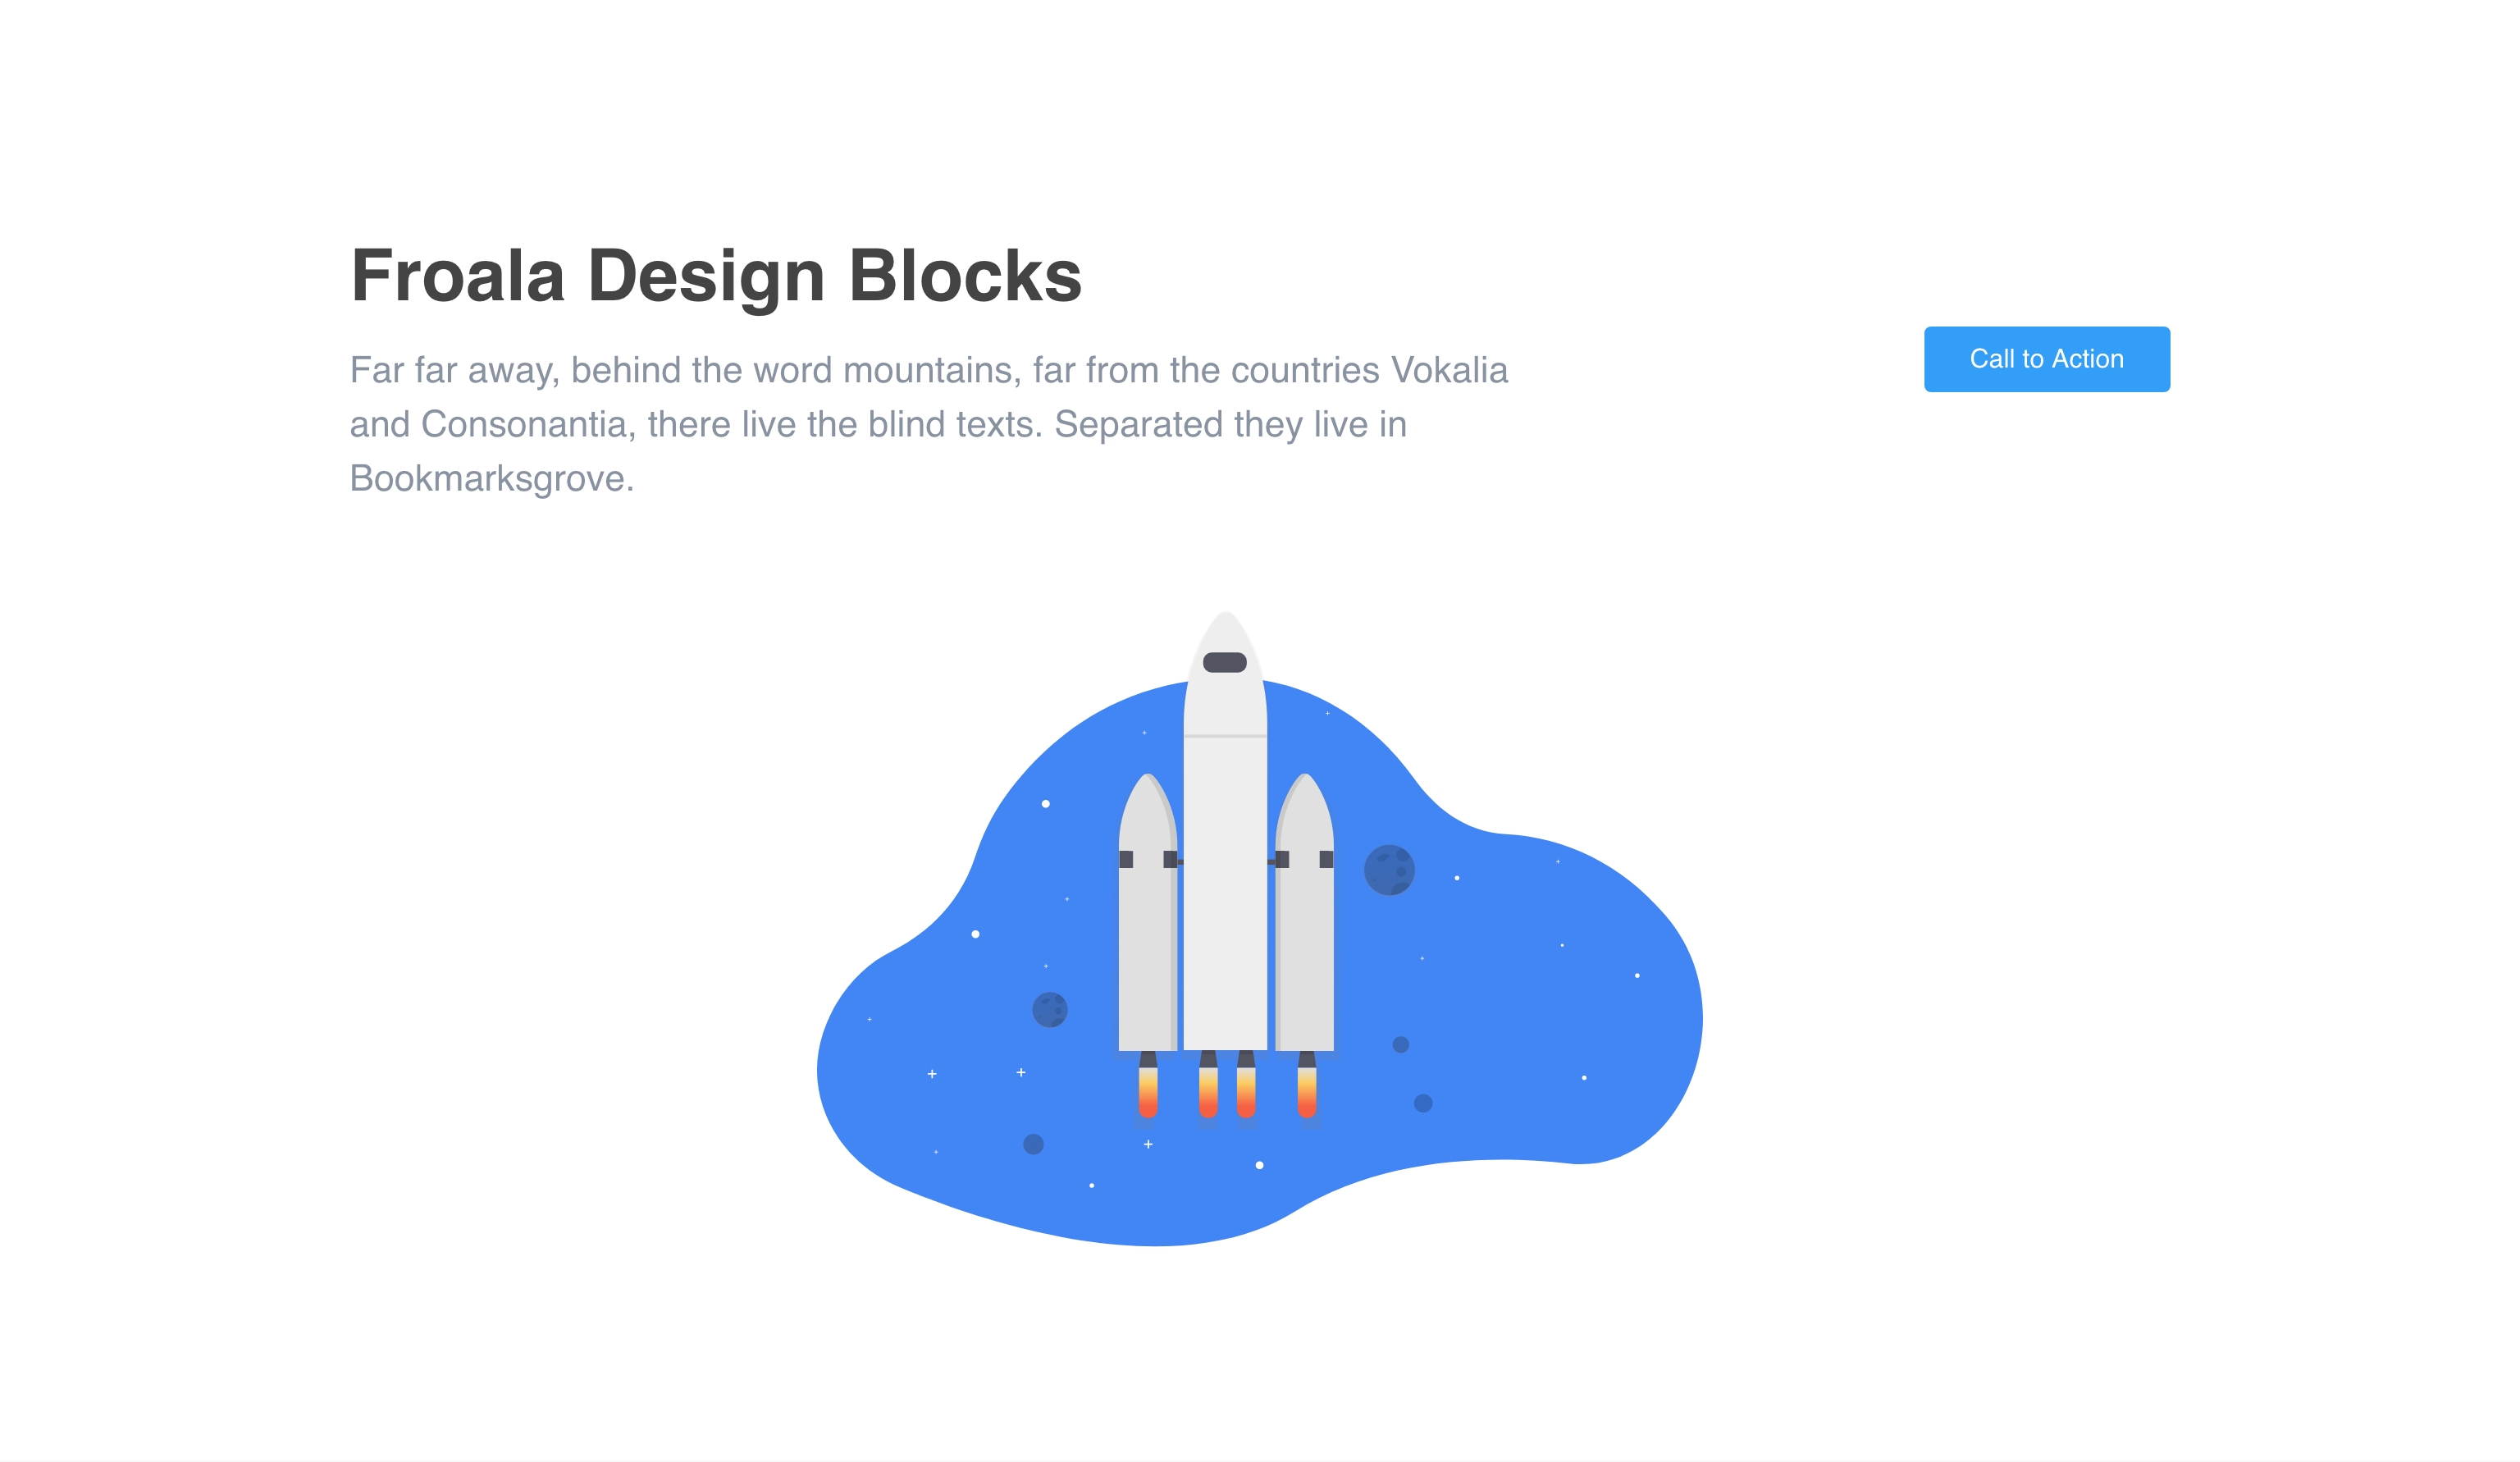 Froala Design Blocks
Far far away, behind the word mountains, far from the countries Vokalia
and Consonantia, there live the blind texts. Separated they live in
Bookmarksgrove.
Call to Action